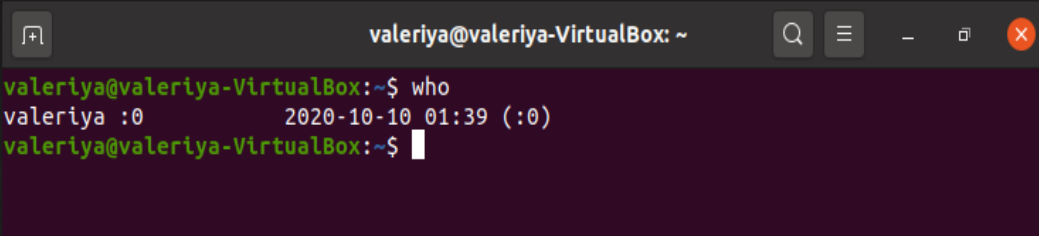 valeriya@valeriya-VirtualBox: ~
valeriya@valeriya-VirtualBox:~$ who
valeriya :0           2020-10-10 01:39 (:0)
valeriya@valeriya-VirtualBox:~$